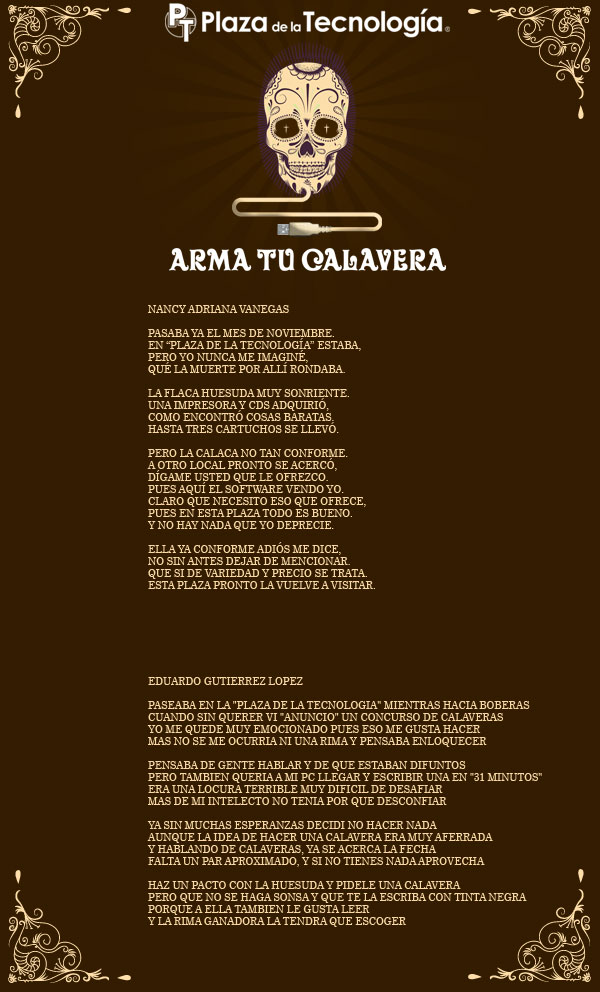 PT Plaza de la Tecnología®
ARMA TU CALAVERA
NANCY ADRIANA VANEGAS
PASABA YA EL MES DE NOVIEMBRE.
EN “PLAZA DE LA TECNOLOGÍA” ESTABA,
PERO YO NUNCA ME IMAGINÉ,
QUÉ LA MUERTE POR ALLÍ RONDABA.
LA FLACA HUESUDA MUY SONRIENTE.
UNA IMPRESORA Y CDS ADQUIRIÓ,
COMO ENCONTRÓ COSAS BARATAS.
HASTA TRES CARTUCHOS SE LLEVÓ.
PERO LA CALACA NO TAN CONFORME.
A OTRO LOCAL PRONTO SE ACERCÓ,
DÍGAME USTED QUE LE OFREZCO.
PUES AQUÍ EL SOFTWARE VENDO YO.
CLARO QUE NECESITO ESO QUE OFRECE,
PUES EN ESTA PLAZA TODO ES BUENO.
Y NO HAY NADA QUE YO DEPRECIE.
ELLA YA CONFORME ADIÓS ME DICE,
NO SIN ANTES DEJAR DE MENCIONAR.
QUE SI DE VARIEDAD Y PRECIO SE TRATA.
ESTA PLAZA PRONTO LA VUELVE A VISITAR.
EDUARDO GUTIERREZ LOPEZ
PASEABA EN LA "PLAZA DE LA TECNOLOGIA" MIENTRAS HACIA BOBERAS
CUANDO SIN QUERER VI "ANUNCIO" UN CONCURSO DE CALAVERAS
YO ME QUEDE MUY EMOCIONADO PUES ESO ME GUSTA HACER
MAS NO SE ME OCURRIA NI UNA RIMA Y PENSABA ENLOQUECER
PENSABA DE GENTE HABLAR Y DE QUE ESTABAN DIFUNTOS
PERO TAMBIEN QUERIA A MI PC LLEGAR Y ESCRIBIR UNA EN "31 MINUTOS"
ERA UNA LOCURA TERRIBLE MUY DIFICIL DE DESAFIAR
MAS DE MI INTELECTO NO TENIA POR QUE DESCONFIAR
YA SIN MUCHAS ESPERANZAS DECIDI NO HACER NADA
AUNQUE LA IDEA DE HACER UNA CALAVERA ERA MUY AFERRADA
Y HABLANDO DE CALAVERAS, YA SE ACERCA LA FECHA
FALTA UN PAR APROXIMADO, Y SI NO TIENES NADA APROVECHA
HAZ UN PACTO CON LA HUESUDA Y PIDELE UNA CALAVERA
PERO QUE NO SE HAGA SONSA Y QUE TE LA ESCRIBA CON TINTA NEGRA
PORQUE A ELLA TAMBIEN LE GUSTA LEER
Y LA RIMA GANADORA LA TENDRA QUE ESCOGER